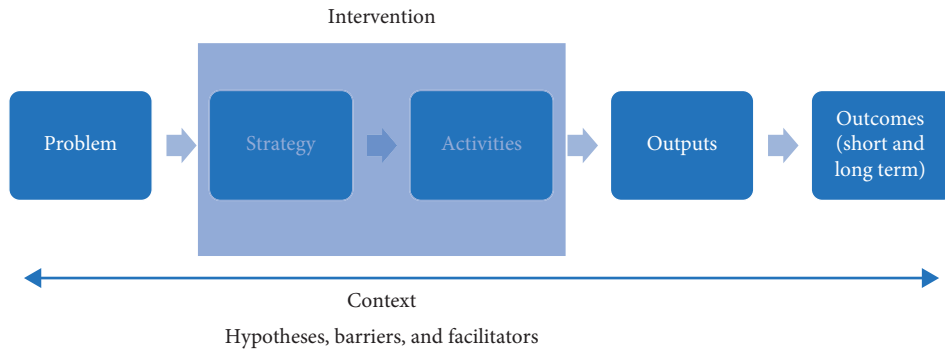 Intervention
Problem
Strategy
Activities
Outputs
Outcomes
(short and
long term)
Context
Hypotheses, barriers, and facilitators